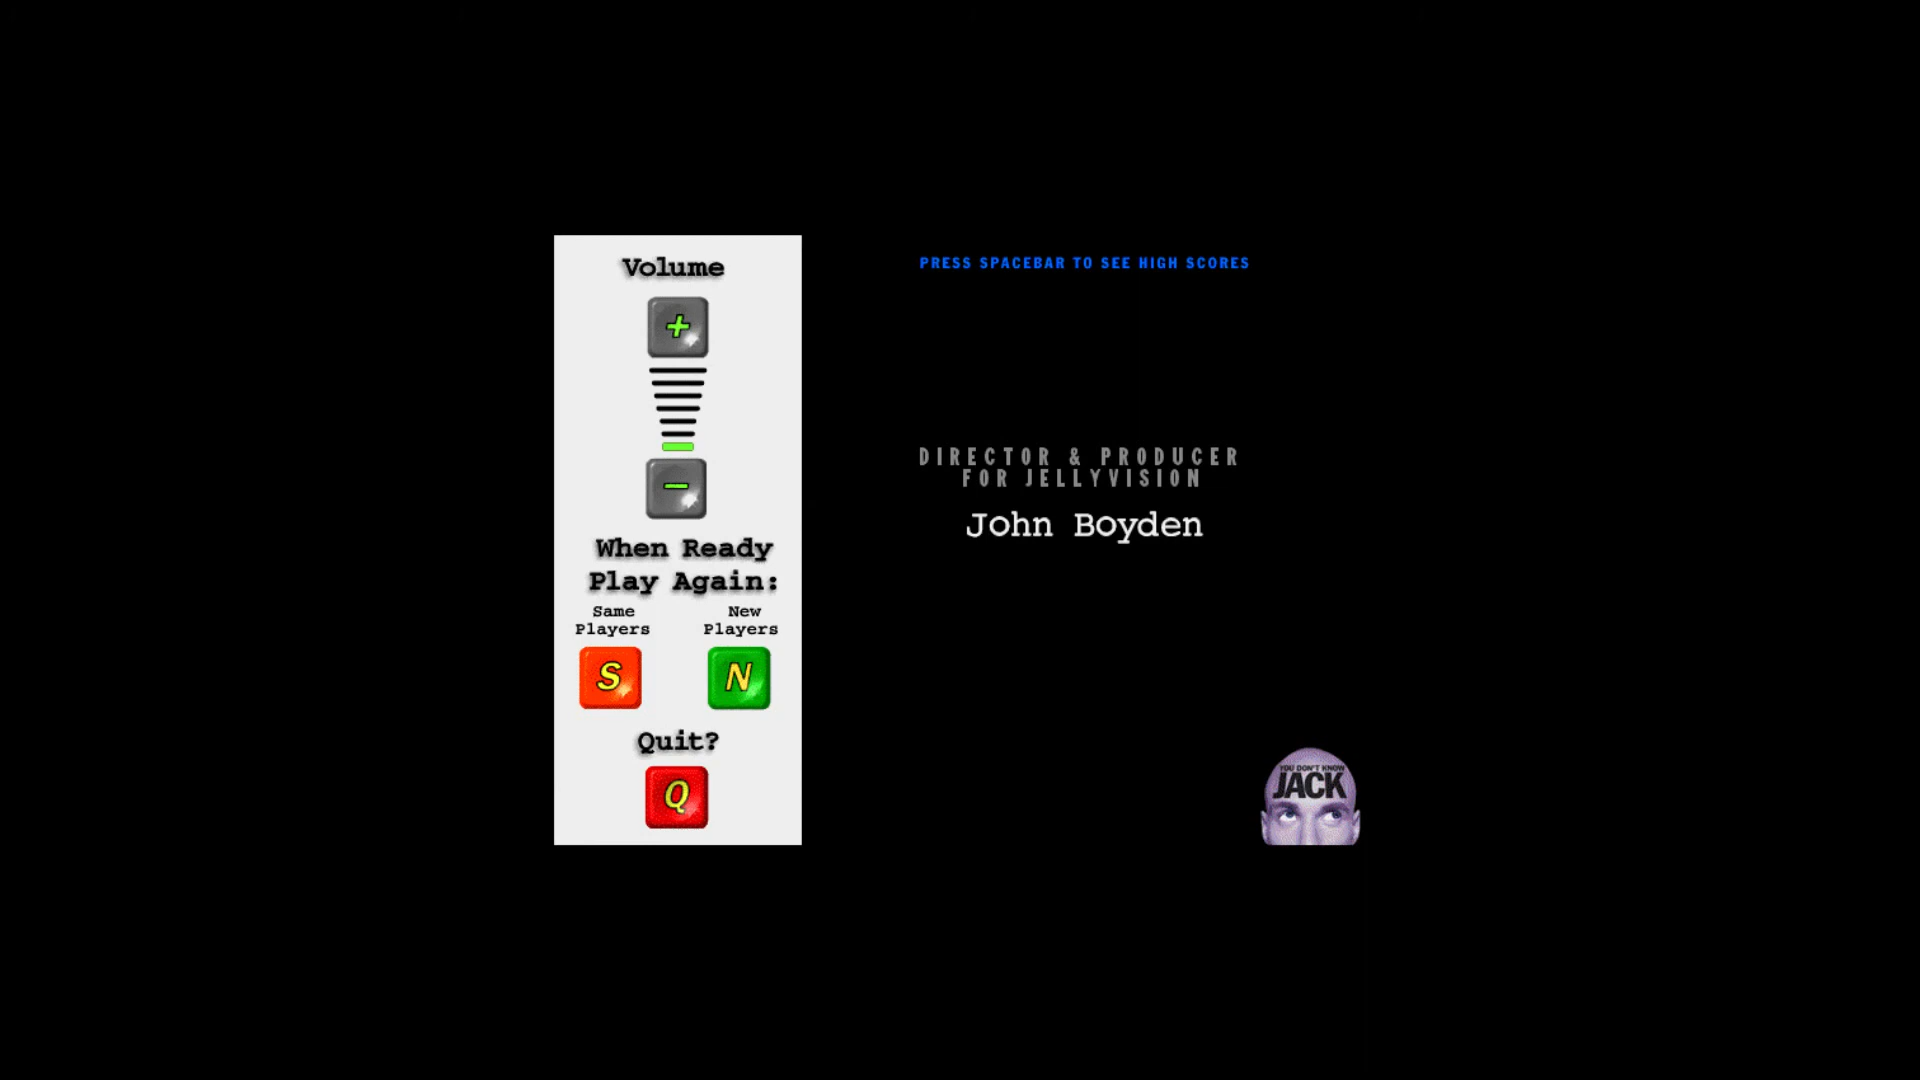 Volume
+
−
When Ready
Play Again:
Same
Players
New
Players
S
N
Quit?
Q
PRESS SPACEBAR TO SEE HIGH SCORES
DIRECTOR & PRODUCER
FOR JELLYVISION
John Boyden
YOU DON'T KNOW
JACK